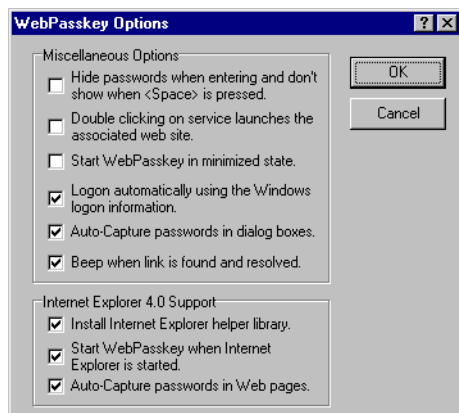 WebPasskey Options
Miscellaneous Options
Hide passwords when entering and don't
show when <Space> is pressed.
Double clicking on service launches the
associated web site.
Start WebPasskey in minimized state.
Logon automatically using the Windows
logon information.
Auto-Capture passwords in dialog boxes.
Beep when link is found and resolved.
Internet Explorer 4.0 Support
Install Internet Explorer helper library.
Start WebPasskey when Internet
Explorer is started.
Auto-Capture passwords in Web pages.
OK
Cancel